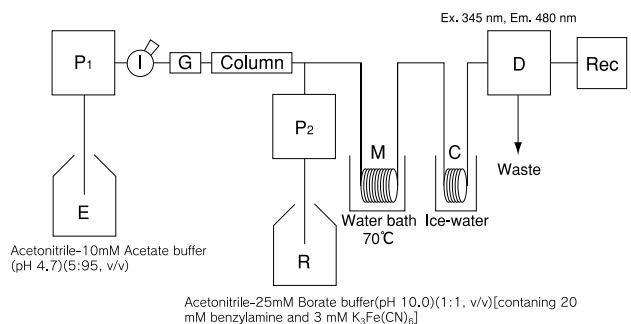 Ex. 345 nm, Em. 480 nm
P1
I
G
Column
D
Rec
P2
M
C
Waste
E
Water bath
70℃
Ice-water
Acetonitrile-10mM Acetate buffer
(pH 4.7)(5:95, v/v)
R
Acetonitrile-25mM Borate buffer(pH 10.0)(1:1, v/v)[contaning 20
mM benzylamine and 3 mM K3Fe(CN)6]